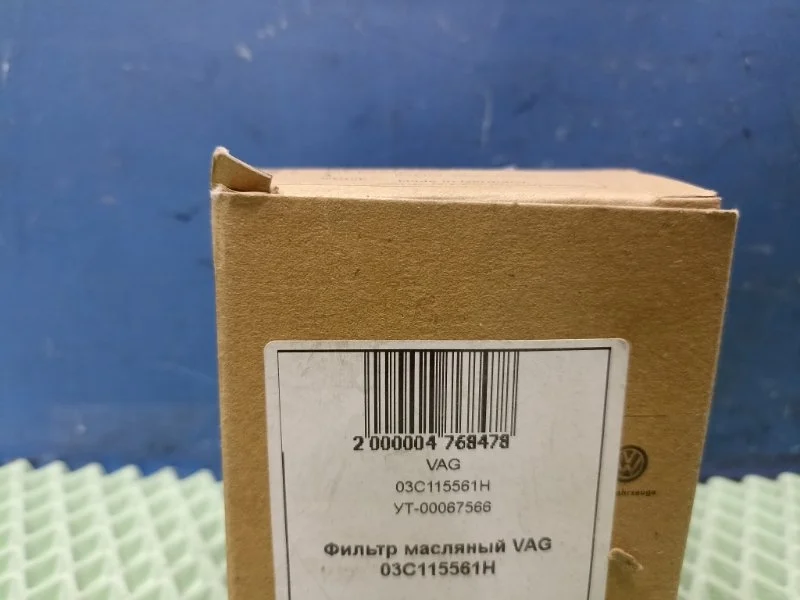 2 000004 768478
VAG
03C115561H
УТ-00067566
Фильтр масляный VAG
03C115561H